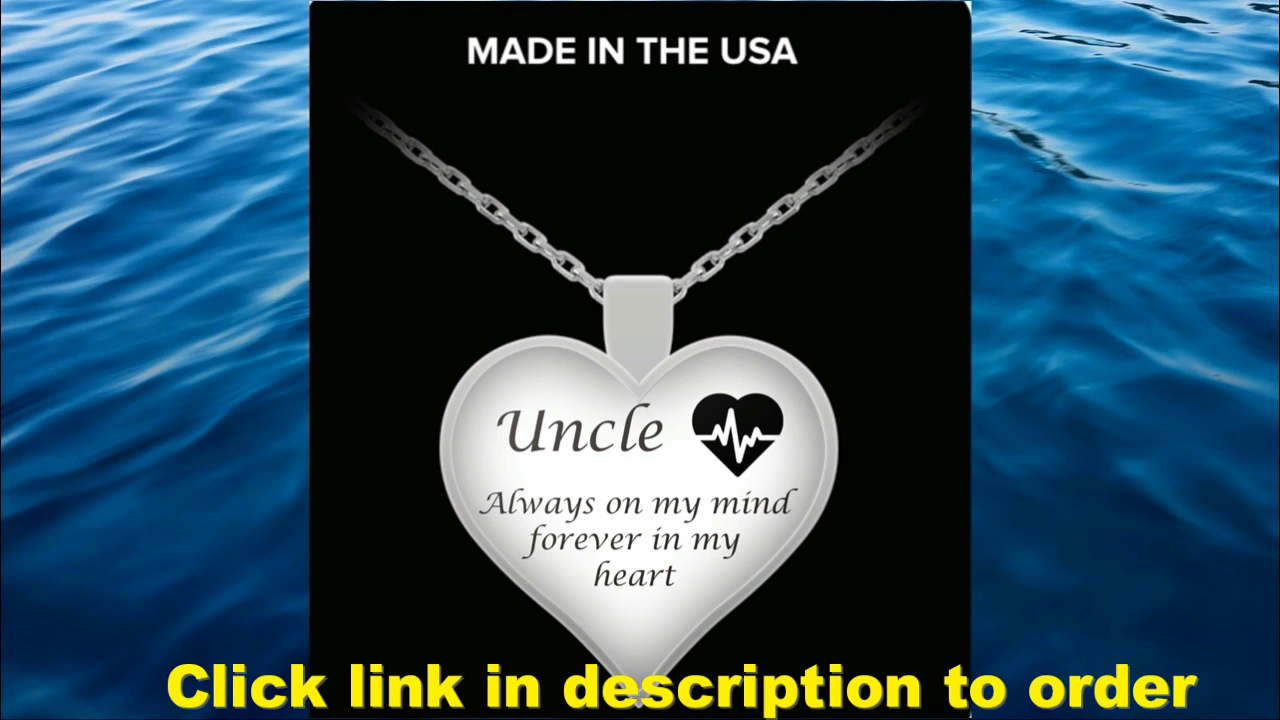 MADE IN THE USA
Uncle
Always on my mind
forever in my
heart
Click link in description to order